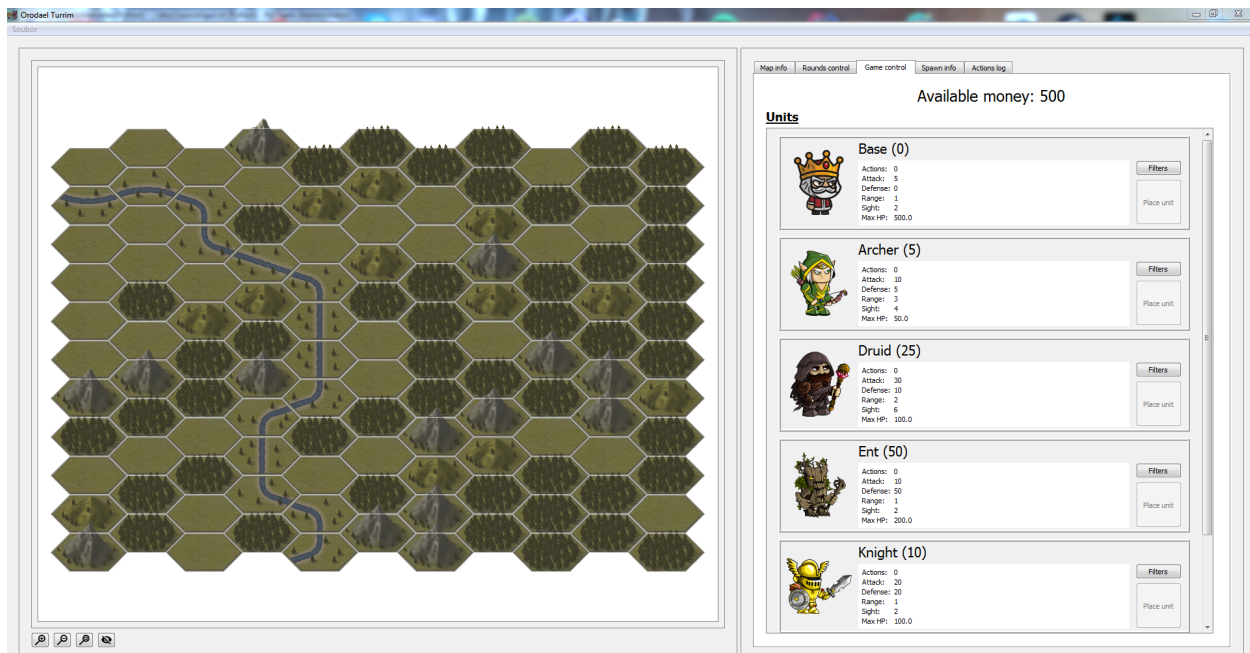 Orodael Turrim
Soubor
Map info Rounds control Game control Spawn info Actions log
Available money: 500
Units
Base (0)
Actions: 0
Attack: 5
Defense: 0
Range: 1
Sight: 2
Max HP: 500.0
Filters
Place unit
Archer (5)
Actions: 0
Attack: 10
Defense: 5
Range: 3
Sight: 4
Max HP: 50.0
Filters
Place unit
Druid (25)
Actions: 0
Attack: 30
Defense: 10
Range: 2
Sight: 6
Max HP: 100.0
Filters
Place unit
Ent (50)
Actions: 0
Attack: 10
Defense: 50
Range: 1
Sight: 2
Max HP: 200.0
Filters
Place unit
Knight (10)
Actions: 0
Attack: 20
Defense: 20
Range: 1
Sight: 2
Max HP: 100.0
Filters
Place unit